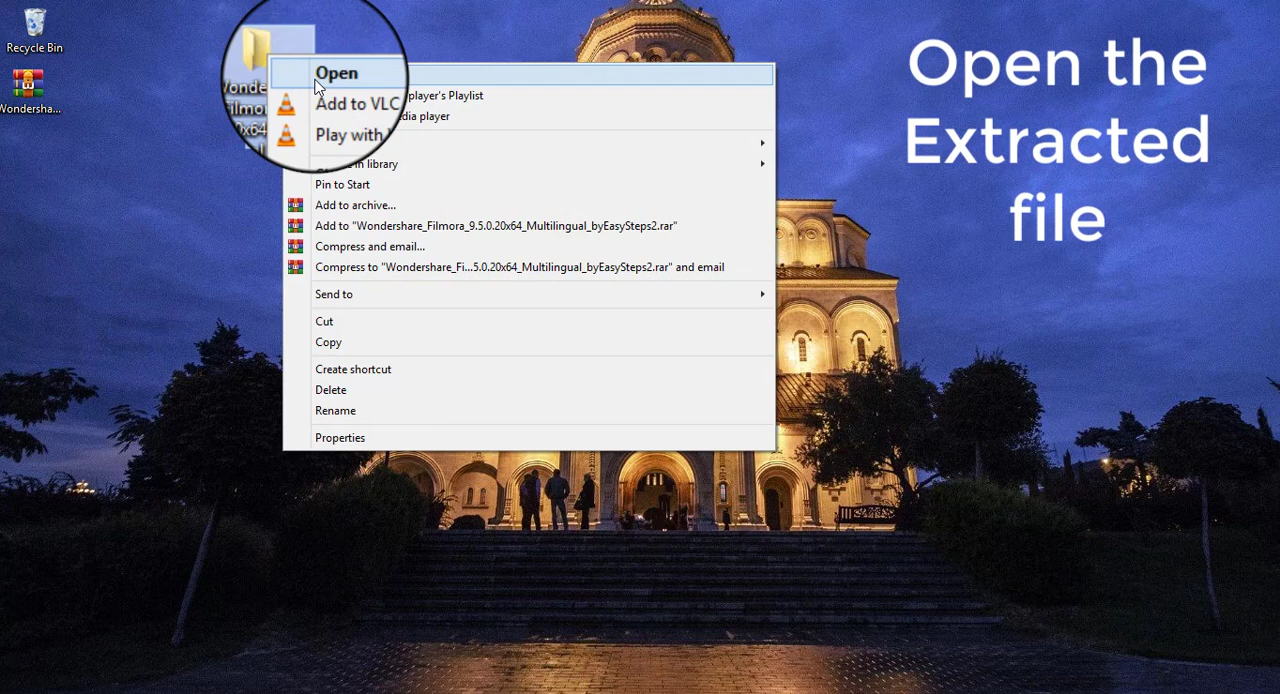 Recycle Bin
Wondersha...
Open the
Extracted
file
Open
Add to VLC
player's Playlist
Play with
dia player
in library
Pin to Start
Add to archive...
Add to "Wondershare_Filmora_9.5.0.20x64_Multilingual_byEasySteps2.rar"
Compress and email...
Compress to "Wondershare_Fi...5.0.20x64_Multilingual_byEasySteps2.rar" and email
Send to
Cut
Copy
Create shortcut
Delete
Rename
Properties